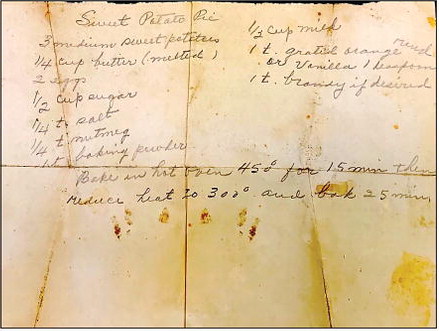 Sweet Potato Pie
3 medium sweet potatoes
1/4 cup butter (melted)
2 eggs
1/2 cup sugar
1/4 t. salt
1/4 t. nutmeg
1 t. baking powder
1/3 cup milk
1 t. grated orange rind
or Vanilla 1 teaspoon
1 t. brandy if desired
Bake in hot oven 450° for 15 min then
reduce heat to 300° and bak 25 min.